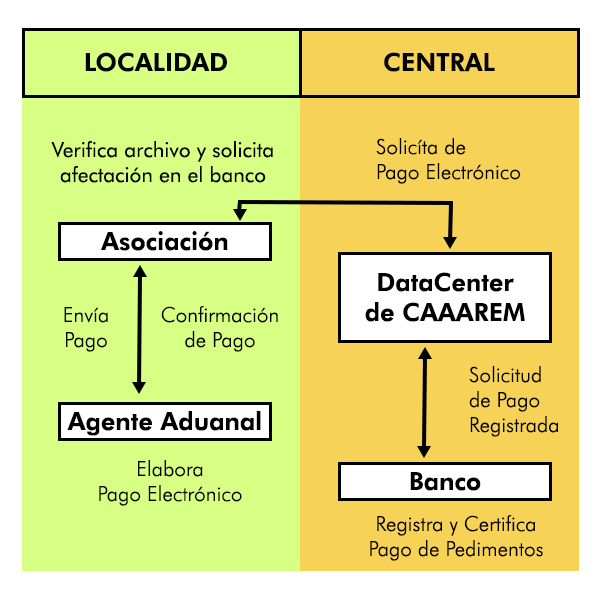 LOCALIDAD
CENTRAL
Verifica archivo y solicita
afectación en el banco
Solicíta de
Pago Electrónico
Asociación
DataCenter
de CAAAREM
Envía
Pago
Confirmación
de Pago
Solicitud
de Pago
Registrada
Agente Aduanal
Elabora
Pago Electrónico
Banco
Registra y Certifica
Pago de Pedimentos